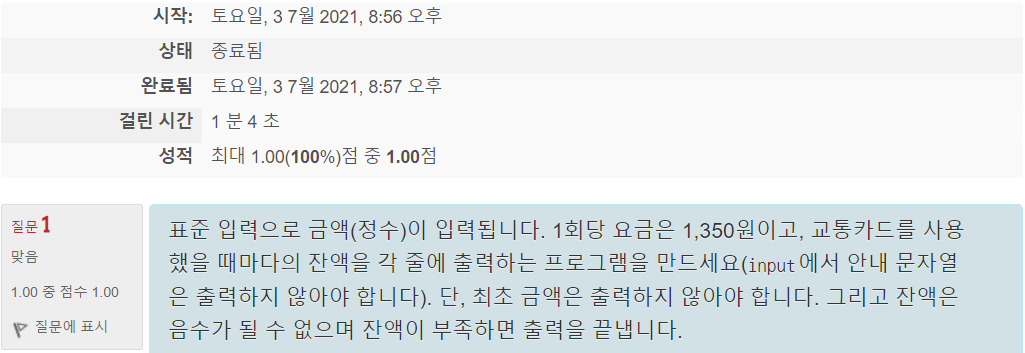 시작: 토요일, 3 7월 2021, 8:56 오후
상태 종료됨
완료됨 토요일, 3 7월 2021, 8:57 오후
걸린 시간 1 분 4 초
성적 최대 1.00(100%)점 중 1.00점
질문 1
맞음
1.00 중 점수 1.00
질문에 표시
표준 입력으로 금액(정수)이 입력됩니다. 1회당 요금은 1,350원이고, 교통카드를 사용
했을 때마다의 잔액을 각 줄에 출력하는 프로그램을 만드세요(input에서 안내 문자열
은 출력하지 않아야 합니다). 단, 최초 금액은 출력하지 않아야 합니다. 그리고 잔액은
음수가 될 수 없으며 잔액이 부족하면 출력을 끝냅니다.